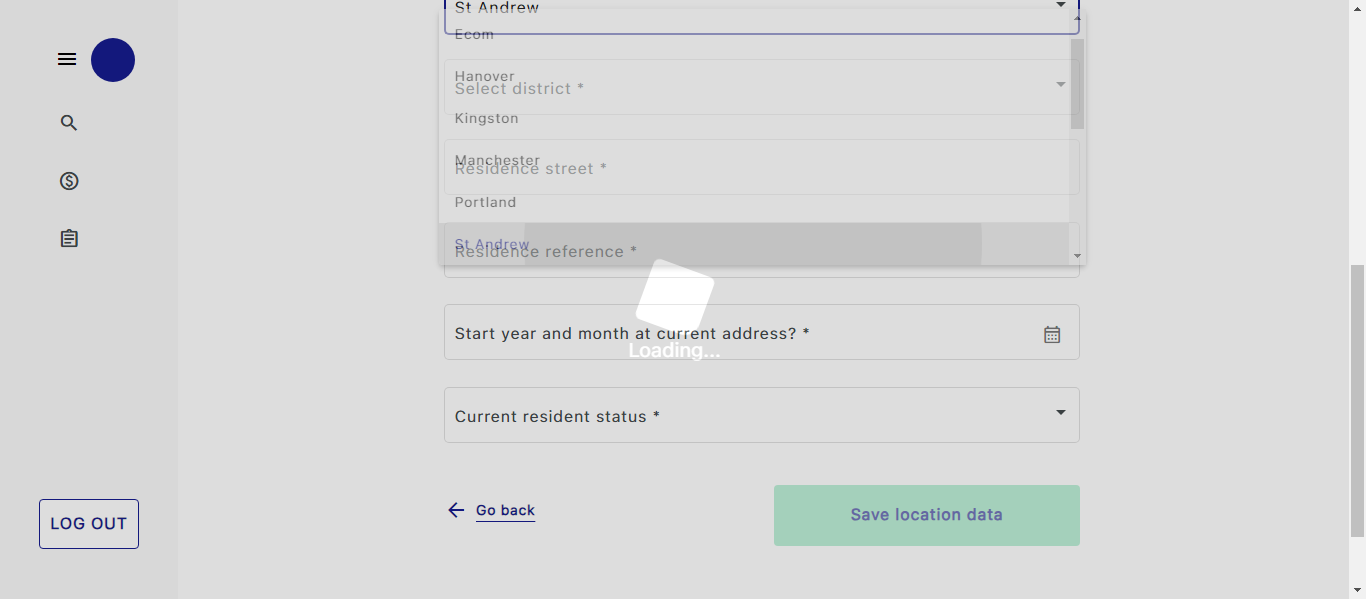 St Andrew
Ecom
Hanover
Select district *
Kingston
Manchester
Residence street *
Portland
St Andrew
Residence reference *
Start year and month at current address? *
Loading...
Current resident status *
Go back
Save location data
LOG OUT